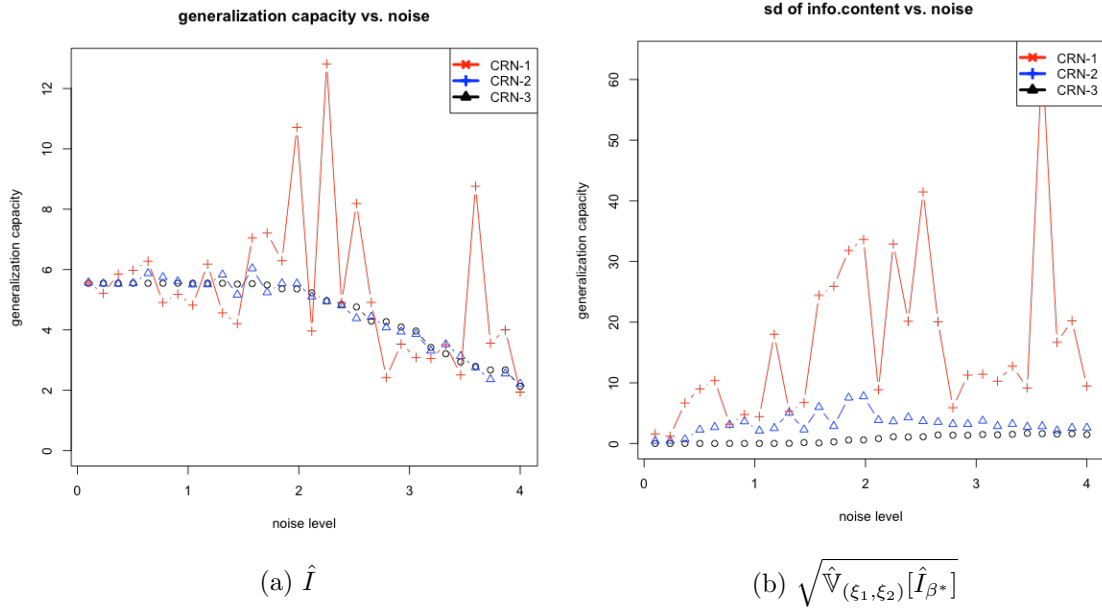 generalization capacity vs. noise
CRN-1
CRN-2
CRN-3
12
10
8
6
4
2
0
generalization capacity
0 1 2 3 4
noise level
(a) Î
sd of info.content vs. noise
CRN-1
CRN-2
CRN-3
60
50
40
30
20
10
0
generalization capacity
0 1 2 3 4
noise level
(b) √𝕍̂_(ξ₁,ξ₂)[Î_β*]